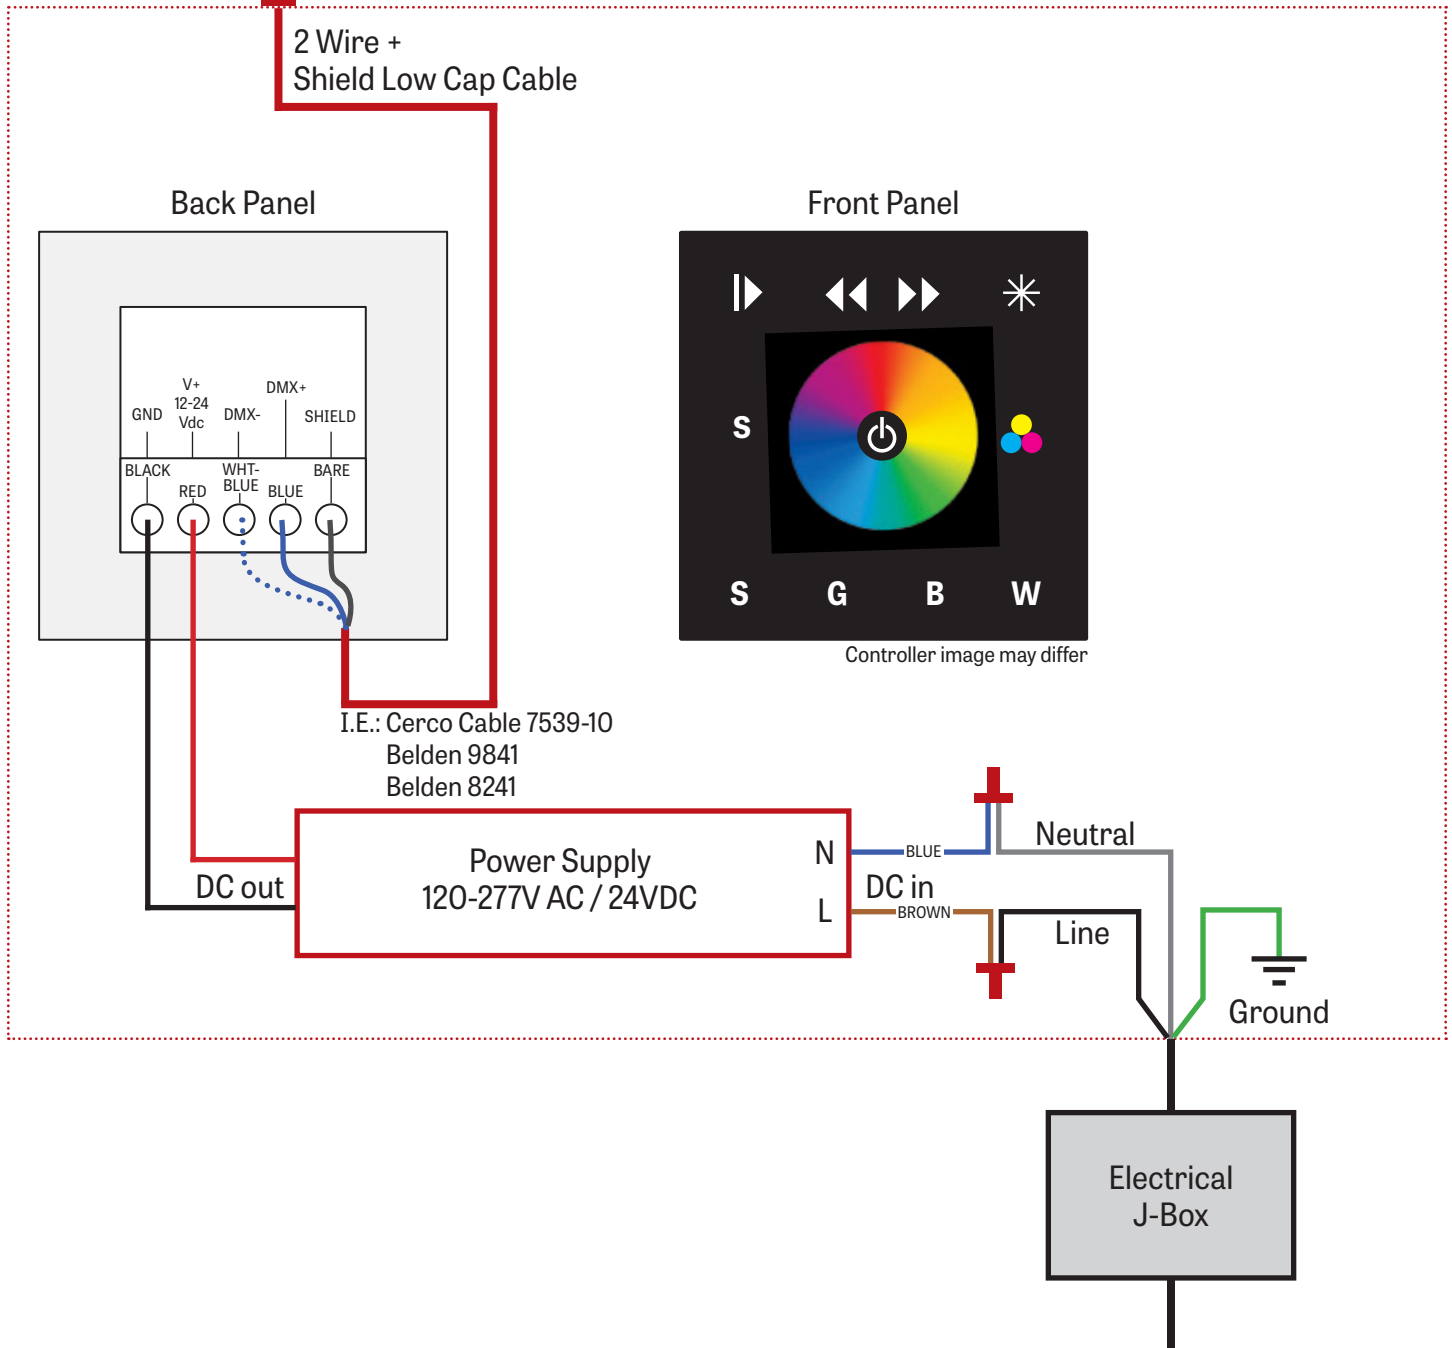 2 Wire +
Shield Low Cap Cable
Back Panel
Front Panel
GND
V+
12-24
Vdc
DMX-
DMX+
SHIELD
BLACK
RED
WHT-
BLUE
BLUE
BARE
S
S
G
B
W
Controller image may differ
I.E.: Cerco Cable 7539-10
Belden 9841
Belden 8241
Power Supply
120-277V AC / 24VDC
DC out
N
L
BLUE
DC in
BROWN
Neutral
Line
Ground
Electrical
J-Box